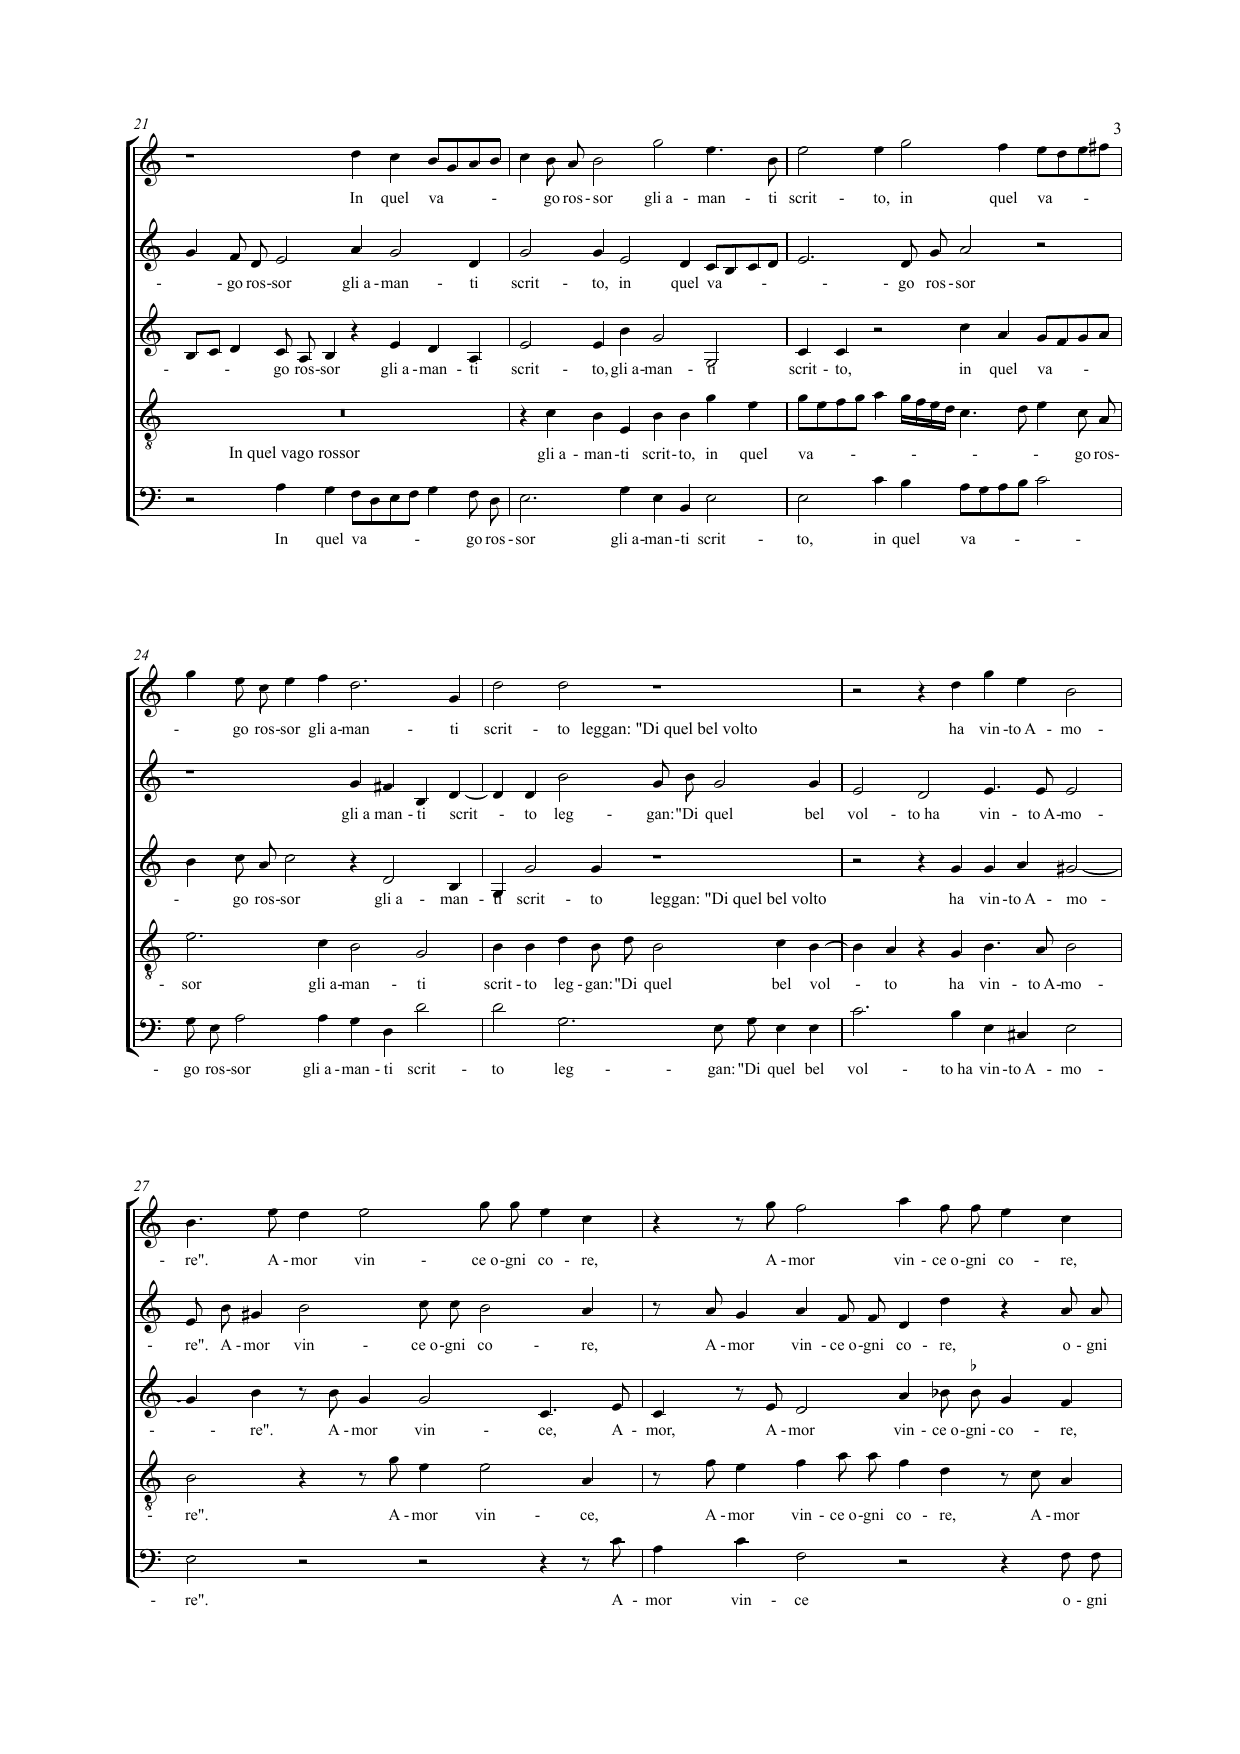 21
3
In quel va - go ros - sor gli a - man - ti scrit - to, in quel va -
- - go ros-sor gli a - man - ti scrit - to, in quel va - - - go ros - sor
- - go ros-sor gli a - man - ti scrit - to, gli a-man - ti scrit - to, in quel va -
In quel vago rossor gli a - man-ti scrit-to, in quel va - - - - - go ros-
In quel va - go ros - sor gli a-man-ti scrit - to, in quel va - -
24
- go ros-sor gli a-man - ti scrit - to leggan: "Di quel bel volto ha vin -to A - mo -
gli a man - ti scrit - to leg - gan:"Di quel bel vol - to ha vin - to A-mo -
- go ros-sor gli a - man - ti scrit - to leggan: "Di quel bel volto ha vin -to A - mo -
- sor gli a-man - ti scrit - to leg - gan:"Di quel bel vol - to ha vin - to A-mo -
- go ros-sor gli a - man - ti scrit - to leg - - gan:"Di quel bel vol - to ha vin-to A - mo -
27
- re". A - mor vin - ce o-gni co - re, A - mor vin - ce o-gni co - re,
- re". A - mor vin - ce o-gni co - re, A - mor vin - ce o-gni co - re, o - gni
- - re". A - mor vin - ce, A - mor, A - mor vin - ce o-gni - co - re,
- re". A - mor vin - ce, A - mor vin - ce o-gni co - re, A - mor
- re". A - mor vin - ce o - gni